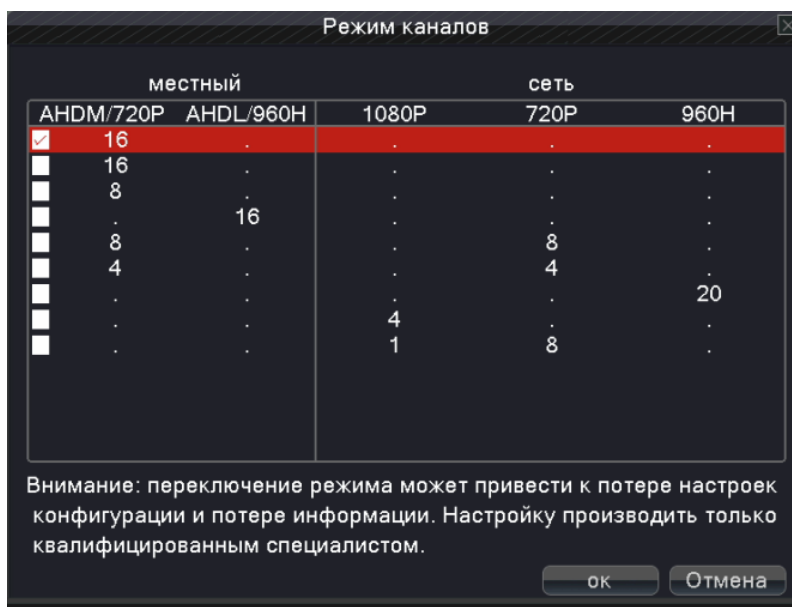 Режим каналов
местный сеть
AHDM/720P AHDL/960H 1080P 720P 960H
16 . . . .
16 . . . .
8 . . . .
. 16 . . .
8 . . 8 .
4 . . 4 .
. . . . 20
. . 4 . .
. . 1 8 .
Внимание: переключение режима может привести к потере настроек
конфигурации и потере информации. Настройку производить только
квалифицированным специалистом.
ок Отмена